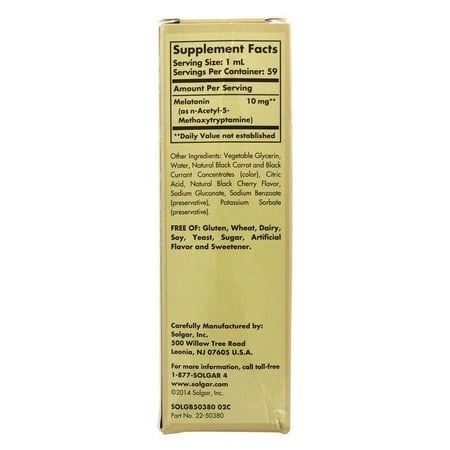 Supplement Facts
Serving Size: 1 mL
Servings Per Container: 59
Amount Per Serving
Melatonin 10 mg**
(as n-Acetyl-5-
Methoxytryptamine)
**Daily Value not established
Other Ingredients: Vegetable Glycerin,
Water, Natural Black Carrot and Black
Currant Concentrates (color), Citric
Acid, Natural Black Cherry Flavor,
Sodium Gluconate, Sodium Benzoate
(preservative), Potassium Sorbate
(preservative).
FREE OF: Gluten, Wheat, Dairy,
Soy, Yeast, Sugar, Artificial
Flavor and Sweetener.
Carefully Manufactured by:
Solgar, Inc.
500 Willow Tree Road
Leonia, NJ 07605 U.S.A.
For more information, call toll-free
1-877-SOLGAR 4
www.solgar.com
©2014 Solgar, Inc.
SOLGB50380 02C
Part No. 22-50380